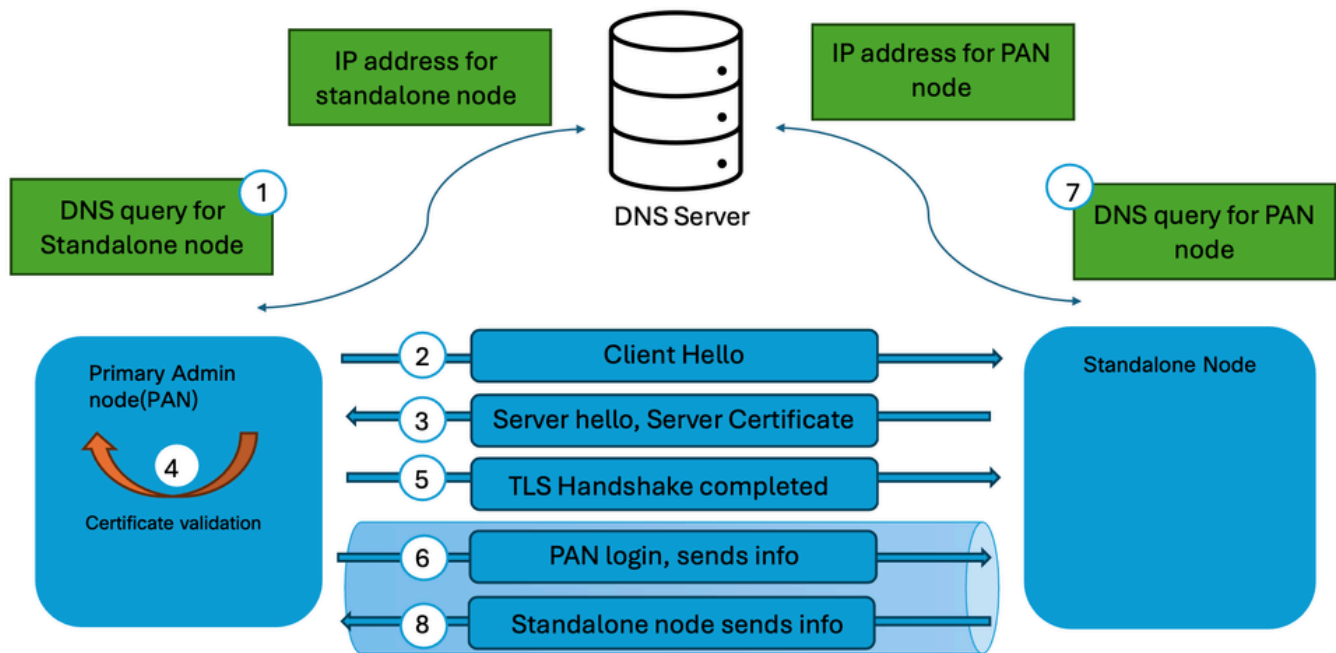 IP address for
standalone node
IP address for PAN
node
DNS Server
1
DNS query for
Standalone node
7
DNS query for PAN
node
Primary Admin
node(PAN)
4
Certificate validation
2
Client Hello
3
Server hello, Server Certificate
5
TLS Handshake completed
6
PAN login, sends info
8
Standalone node sends info
Standalone Node